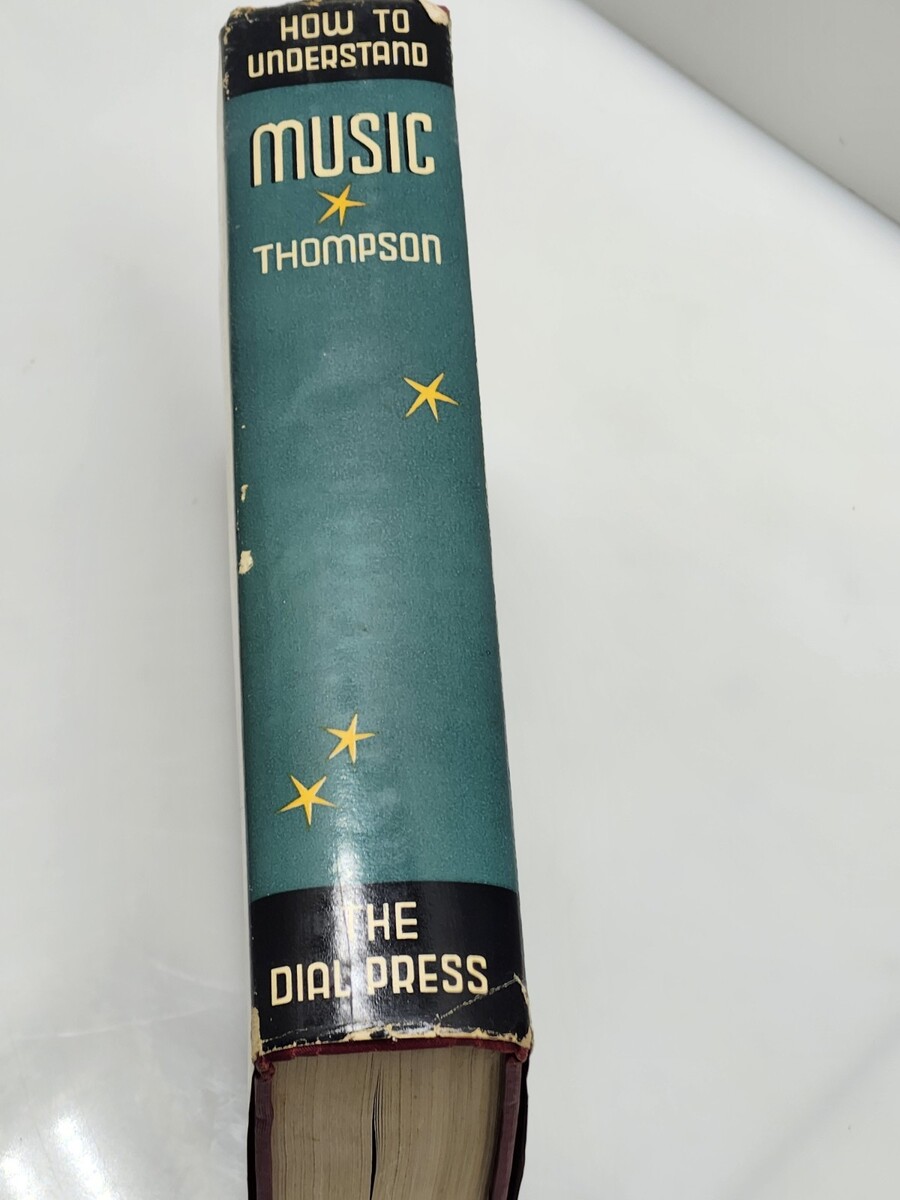 HOW TO
UNDERSTAND
MUSIC
THOMPSON
THE
DIAL PRESS